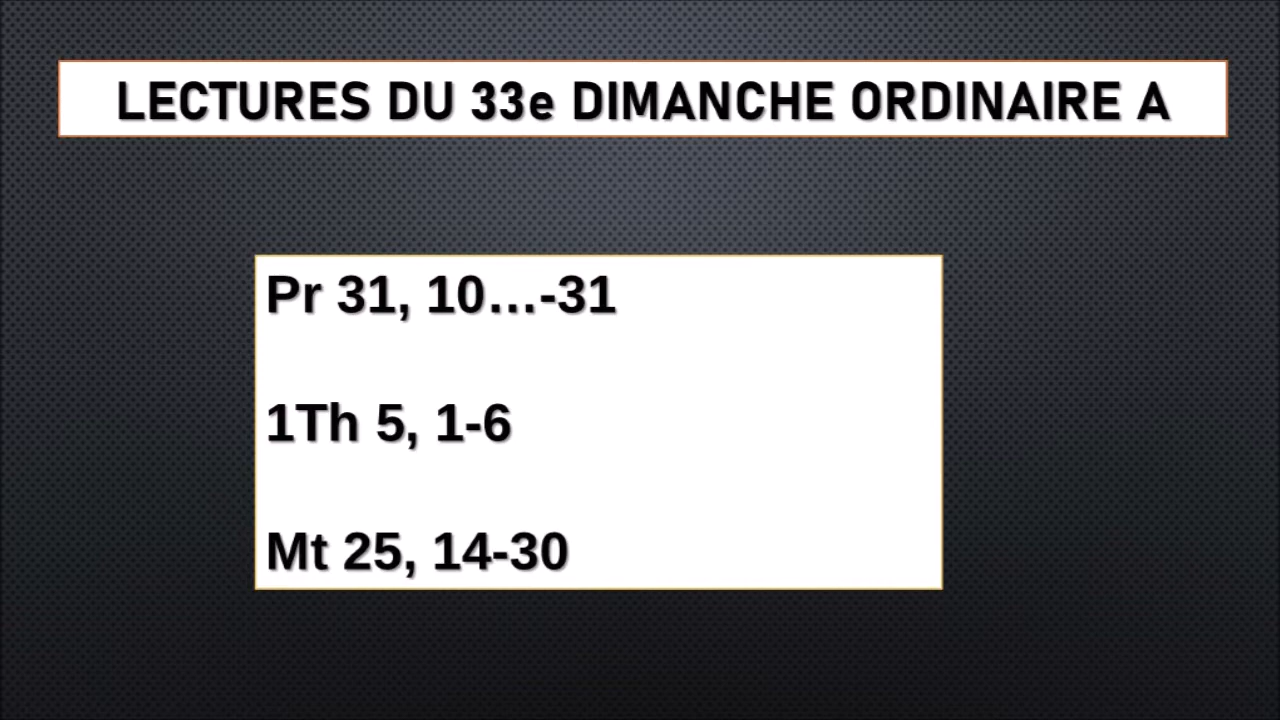 LECTURES DU 33e DIMANCHE ORDINAIRE A
Pr 31, 10…-31
1Th 5, 1-6
Mt 25, 14-30